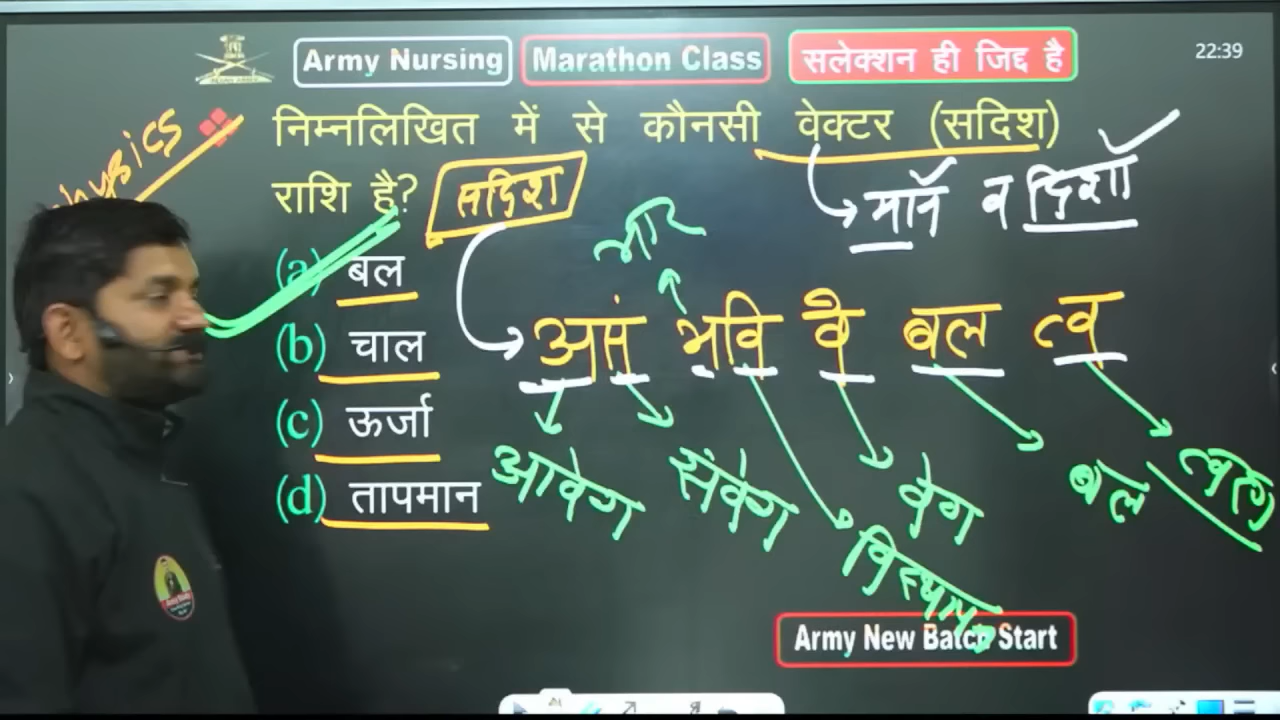 Army Nursing
Marathon Class
सलेक्शन ही जिद्द है
22:39
Physics
निम्नलिखित में से कौनसी वेक्टर (सदिश)
राशि है?
सदिश
मान व दिशा
(a) बल
(b) चाल
(c) ऊर्जा
(d) तापमान
भार
अासं भवि वे बल त्व
आवेग
संवेग
विस्थापन
वेग
बल
त्वरण
Army New Batch Start